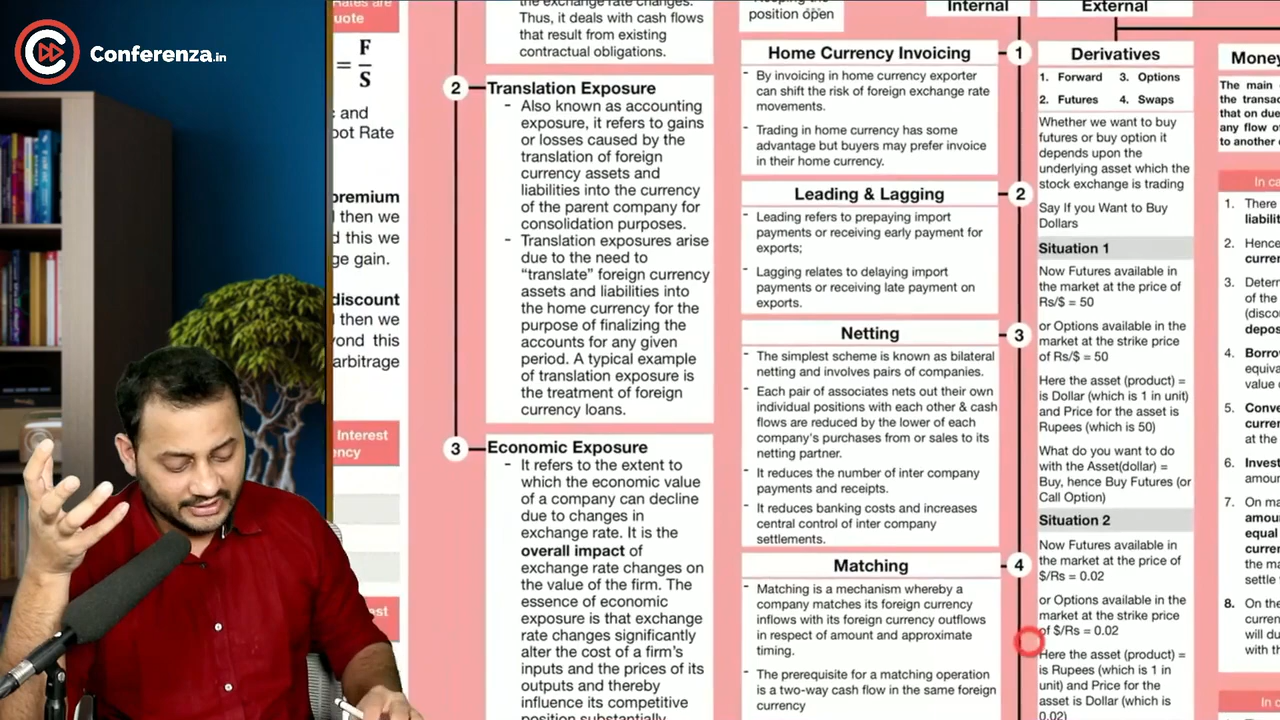 Conferenza.in
Rates are
uote
= F
S
and
pot Rate
premium
then we
d this we
ge gain.
discount
then we
yond this
arbitrage
Interest
ency
est
the exchange rate changes.
Thus, it deals with cash flows
that result from existing
contractual obligations.
2 Translation Exposure
- Also known as accounting
exposure, it refers to gains
or losses caused by the
translation of foreign
currency assets and
liabilities into the currency
of the parent company for
consolidation purposes.
- Translation exposures arise
due to the need to
“translate” foreign currency
assets and liabilities into
the home currency for the
purpose of finalizing the
accounts for any given
period. A typical example
of translation exposure is
the treatment of foreign
currency loans.
3 Economic Exposure
- It refers to the extent to
which the economic value
of a company can decline
due to changes in
exchange rate. It is the
overall impact of
exchange rate changes on
the value of the firm. The
essence of economic
exposure is that exchange
rate changes significantly
alter the cost of a firm's
inputs and the prices of its
outputs and thereby
influence its competitive
position substantially.
position open
Internal
Home Currency Invoicing 1
- By invoicing in home currency exporter
can shift the risk of foreign exchange rate
movements.
- Trading in home currency has some
advantage but buyers may prefer invoice
in their home currency.
Leading & Lagging 2
- Leading refers to prepaying import
payments or receiving early payment for
exports;
- Lagging relates to delaying import
payments or receiving late payment on
exports.
Netting 3
- The simplest scheme is known as bilateral
netting and involves pairs of companies.
- Each pair of associates nets out their own
individual positions with each other & cash
flows are reduced by the lower of each
company's purchases from or sales to its
netting partner.
- It reduces the number of inter company
payments and receipts.
- It reduces banking costs and increases
central control of inter company
settlements.
Matching 4
- Matching is a mechanism whereby a
company matches its foreign currency
inflows with its foreign currency outflows
in respect of amount and approximate
timing.
- The prerequisite for a matching operation
is a two-way cash flow in the same foreign
currency
External
Derivatives
1. Forward 3. Options
2. Futures 4. Swaps
Whether we want to buy
futures or buy option it
depends upon the
underlying asset which the
stock exchange is trading
Say If you Want to Buy
Dollars
Situation 1
Now Futures available in
the market at the price of
Rs/$ = 50
or Options available in the
market at the strike price
of Rs/$ = 50
Here the asset (product) =
is Dollar (which is 1 in unit)
and Price for the asset is
Rupees (which is 50)
What do you want to do
with the Asset(dollar) =
Buy, hence Buy Futures (or
Call Option)
Situation 2
Now Futures available in
the market at the price of
$/Rs = 0.02
or Options available in the
market at the strike price
of $/Rs = 0.02
Here the asset (product) =
is Rupees (which is 1 in
unit) and Price for the
asset is Dollar (which is
0.02)
Money
The main
the transac
that on due
any flow o
to another
In ca
1. There
liabili
2. Hence
curren
3. Determ
of the
(discou
depos
4. Borrow
equiva
value
5. Conve
curren
at the
6. Invest
amoun
7. On ma
amou
equal
curren
the ma
settle
8. On the
curren
will du
with th
In c